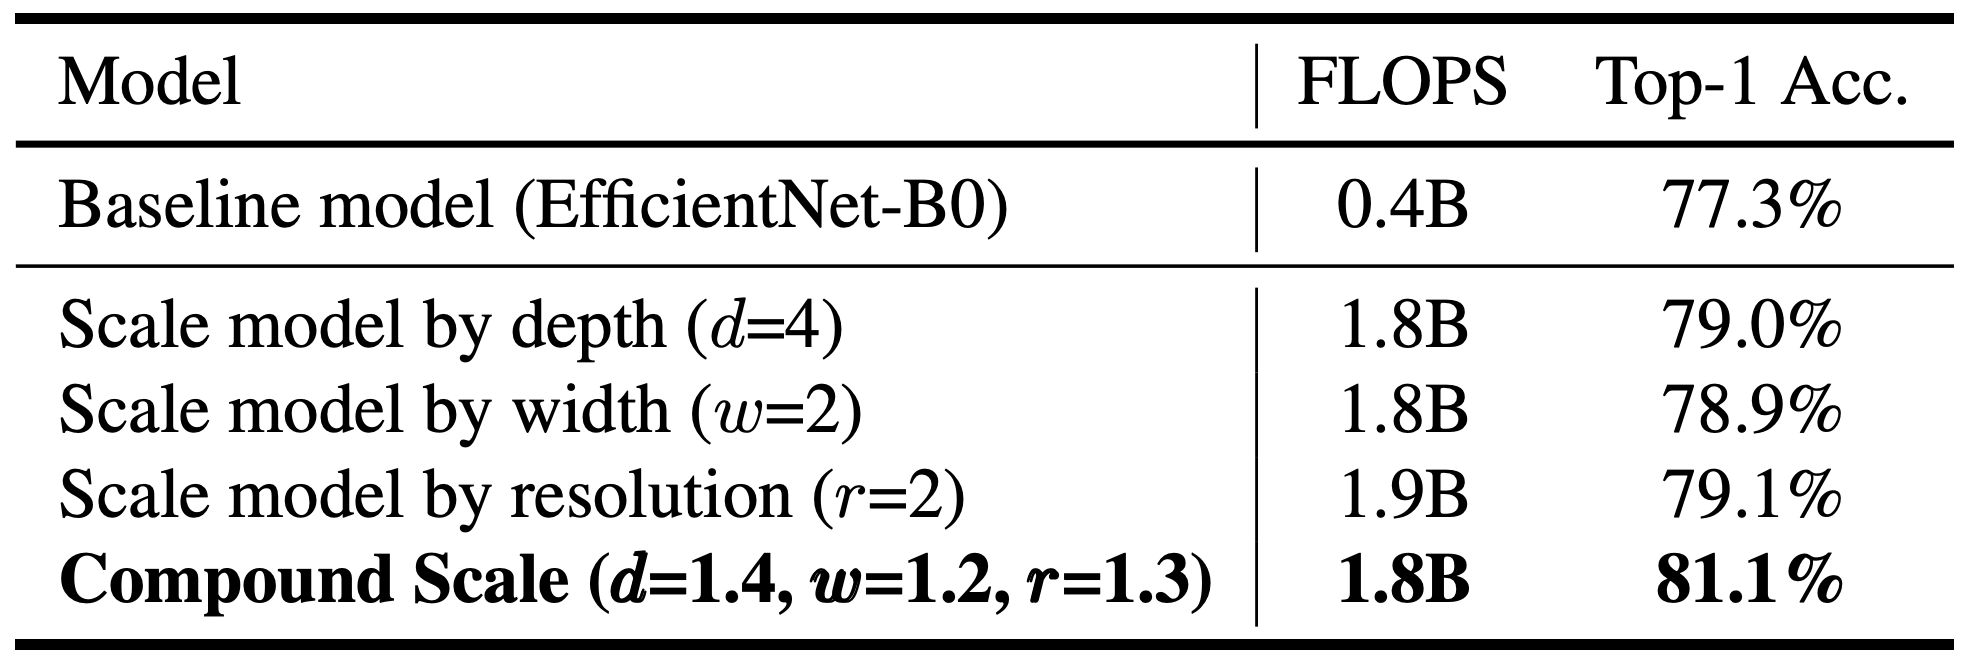 Model FLOPS Top-1 Acc.
Baseline model (EfficientNet-B0) 0.4B 77.3%
Scale model by depth (d=4) 1.8B 79.0%
Scale model by width (w=2) 1.8B 78.9%
Scale model by resolution (r=2) 1.9B 79.1%
Compound Scale (d=1.4, w=1.2, r=1.3) 1.8B 81.1%